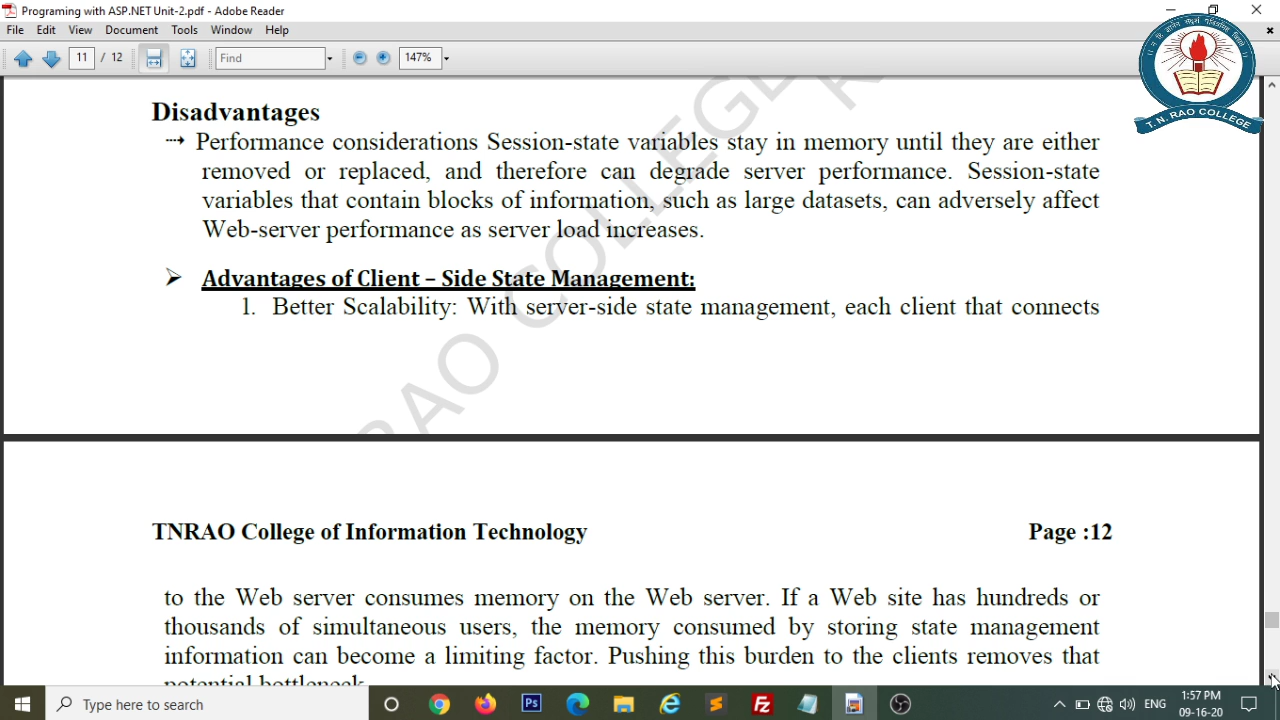 Programing with ASP.NET Unit-2.pdf - Adobe Reader
File Edit View Document Tools Window Help
11 / 12 Find 147%
T. N. RAO COLLEGE
Disadvantages
⤑ Performance considerations Session-state variables stay in memory until they are either
removed or replaced, and therefore can degrade server performance. Session-state
variables that contain blocks of information, such as large datasets, can adversely affect
Web-server performance as server load increases.
➢ Advantages of Client – Side State Management:
1. Better Scalability: With server-side state management, each client that connects
RAO COLLEGE
TNRAO College of Information Technology Page :12
to the Web server consumes memory on the Web server. If a Web site has hundreds or
thousands of simultaneous users, the memory consumed by storing state management
information can become a limiting factor. Pushing this burden to the clients removes that
potential bottleneck
Type here to search
Ps
Fz
ENG
1:57 PM
09-16-20